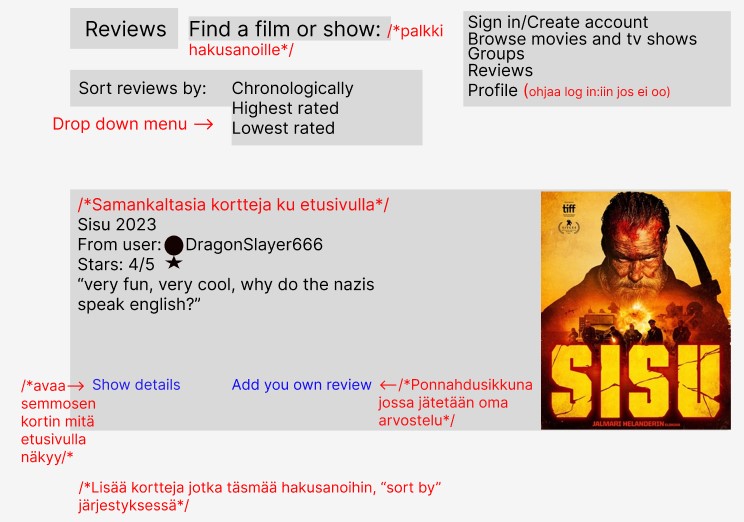 Reviews
Find a film or show: /*palkki
hakusanoille*/
Sign in/Create account
Browse movies and tv shows
Groups
Reviews
Profile (ohjaa log in:iin jos ei oo)
Sort reviews by:
Chronologically
Highest rated
Lowest rated
Drop down menu →
/*Samankaltasia kortteja ku etusivulla*/
Sisu 2023
From user: DragonSlayer666
Stars: 4/5 ★
“very fun, very cool, why do the nazis
speak english?”
/*avaa→
semmosen
kortin mitä
etusivulla
näkyy/*
Show details
Add you own review
←/*Ponnahdusikkuna
jossa jätetään oma
arvostelu*/
tiff
SISU
JALMARI HELANDERIN
/*Lisää kortteja jotka täsmää hakusanoihin, “sort by”
järjestyksessä*/